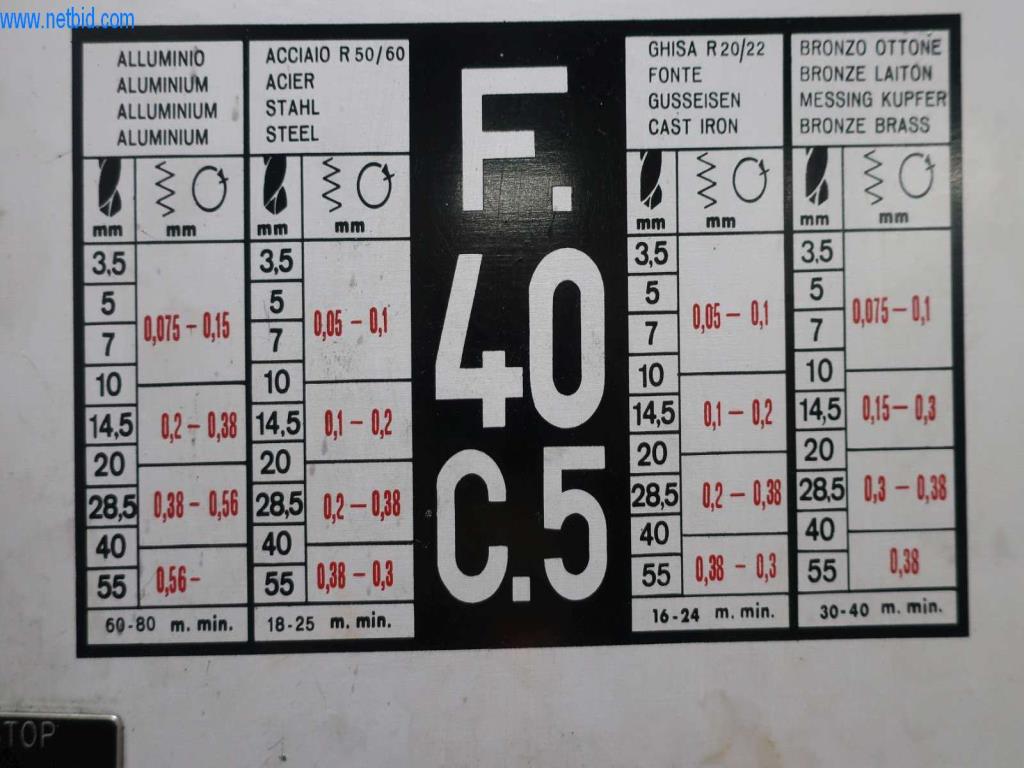 www.netbid.com
ALLUMINIO
ALUMINIUM
ALLUMINIUM
ALUMINIUM
mm
mm
3,5
5
7
10
14,5
20
28,5
40
55
0,075 – 0,15
0,2 – 0,38
0,38 – 0,56
0,56 –
60-80 m. min.
ACCIAIO R 50/60
ACIER
STAHL
STEEL
mm
mm
3,5
5
7
10
14,5
20
28,5
40
55
0,05 – 0,1
0,1 – 0,2
0,2 – 0,38
0,38 – 0,3
18-25 m. min.
F.
40
C.5
GHISA R 20/22
FONTE
GUSSEISEN
CAST IRON
mm
mm
3,5
5
7
10
14,5
20
28,5
40
55
0,05 – 0,1
0,1 – 0,2
0,2 – 0,38
0,38 – 0,3
16-24 m. min.
BRONZO OTTONE
BRONZE LAITON
MESSING KUPFER
BRONZE BRASS
mm
mm
3,5
5
7
10
14,5
20
28,5
40
55
0,075 – 0,1
0,15 – 0,3
0,3 – 0,38
0,38
30-40 m. min.
STOP